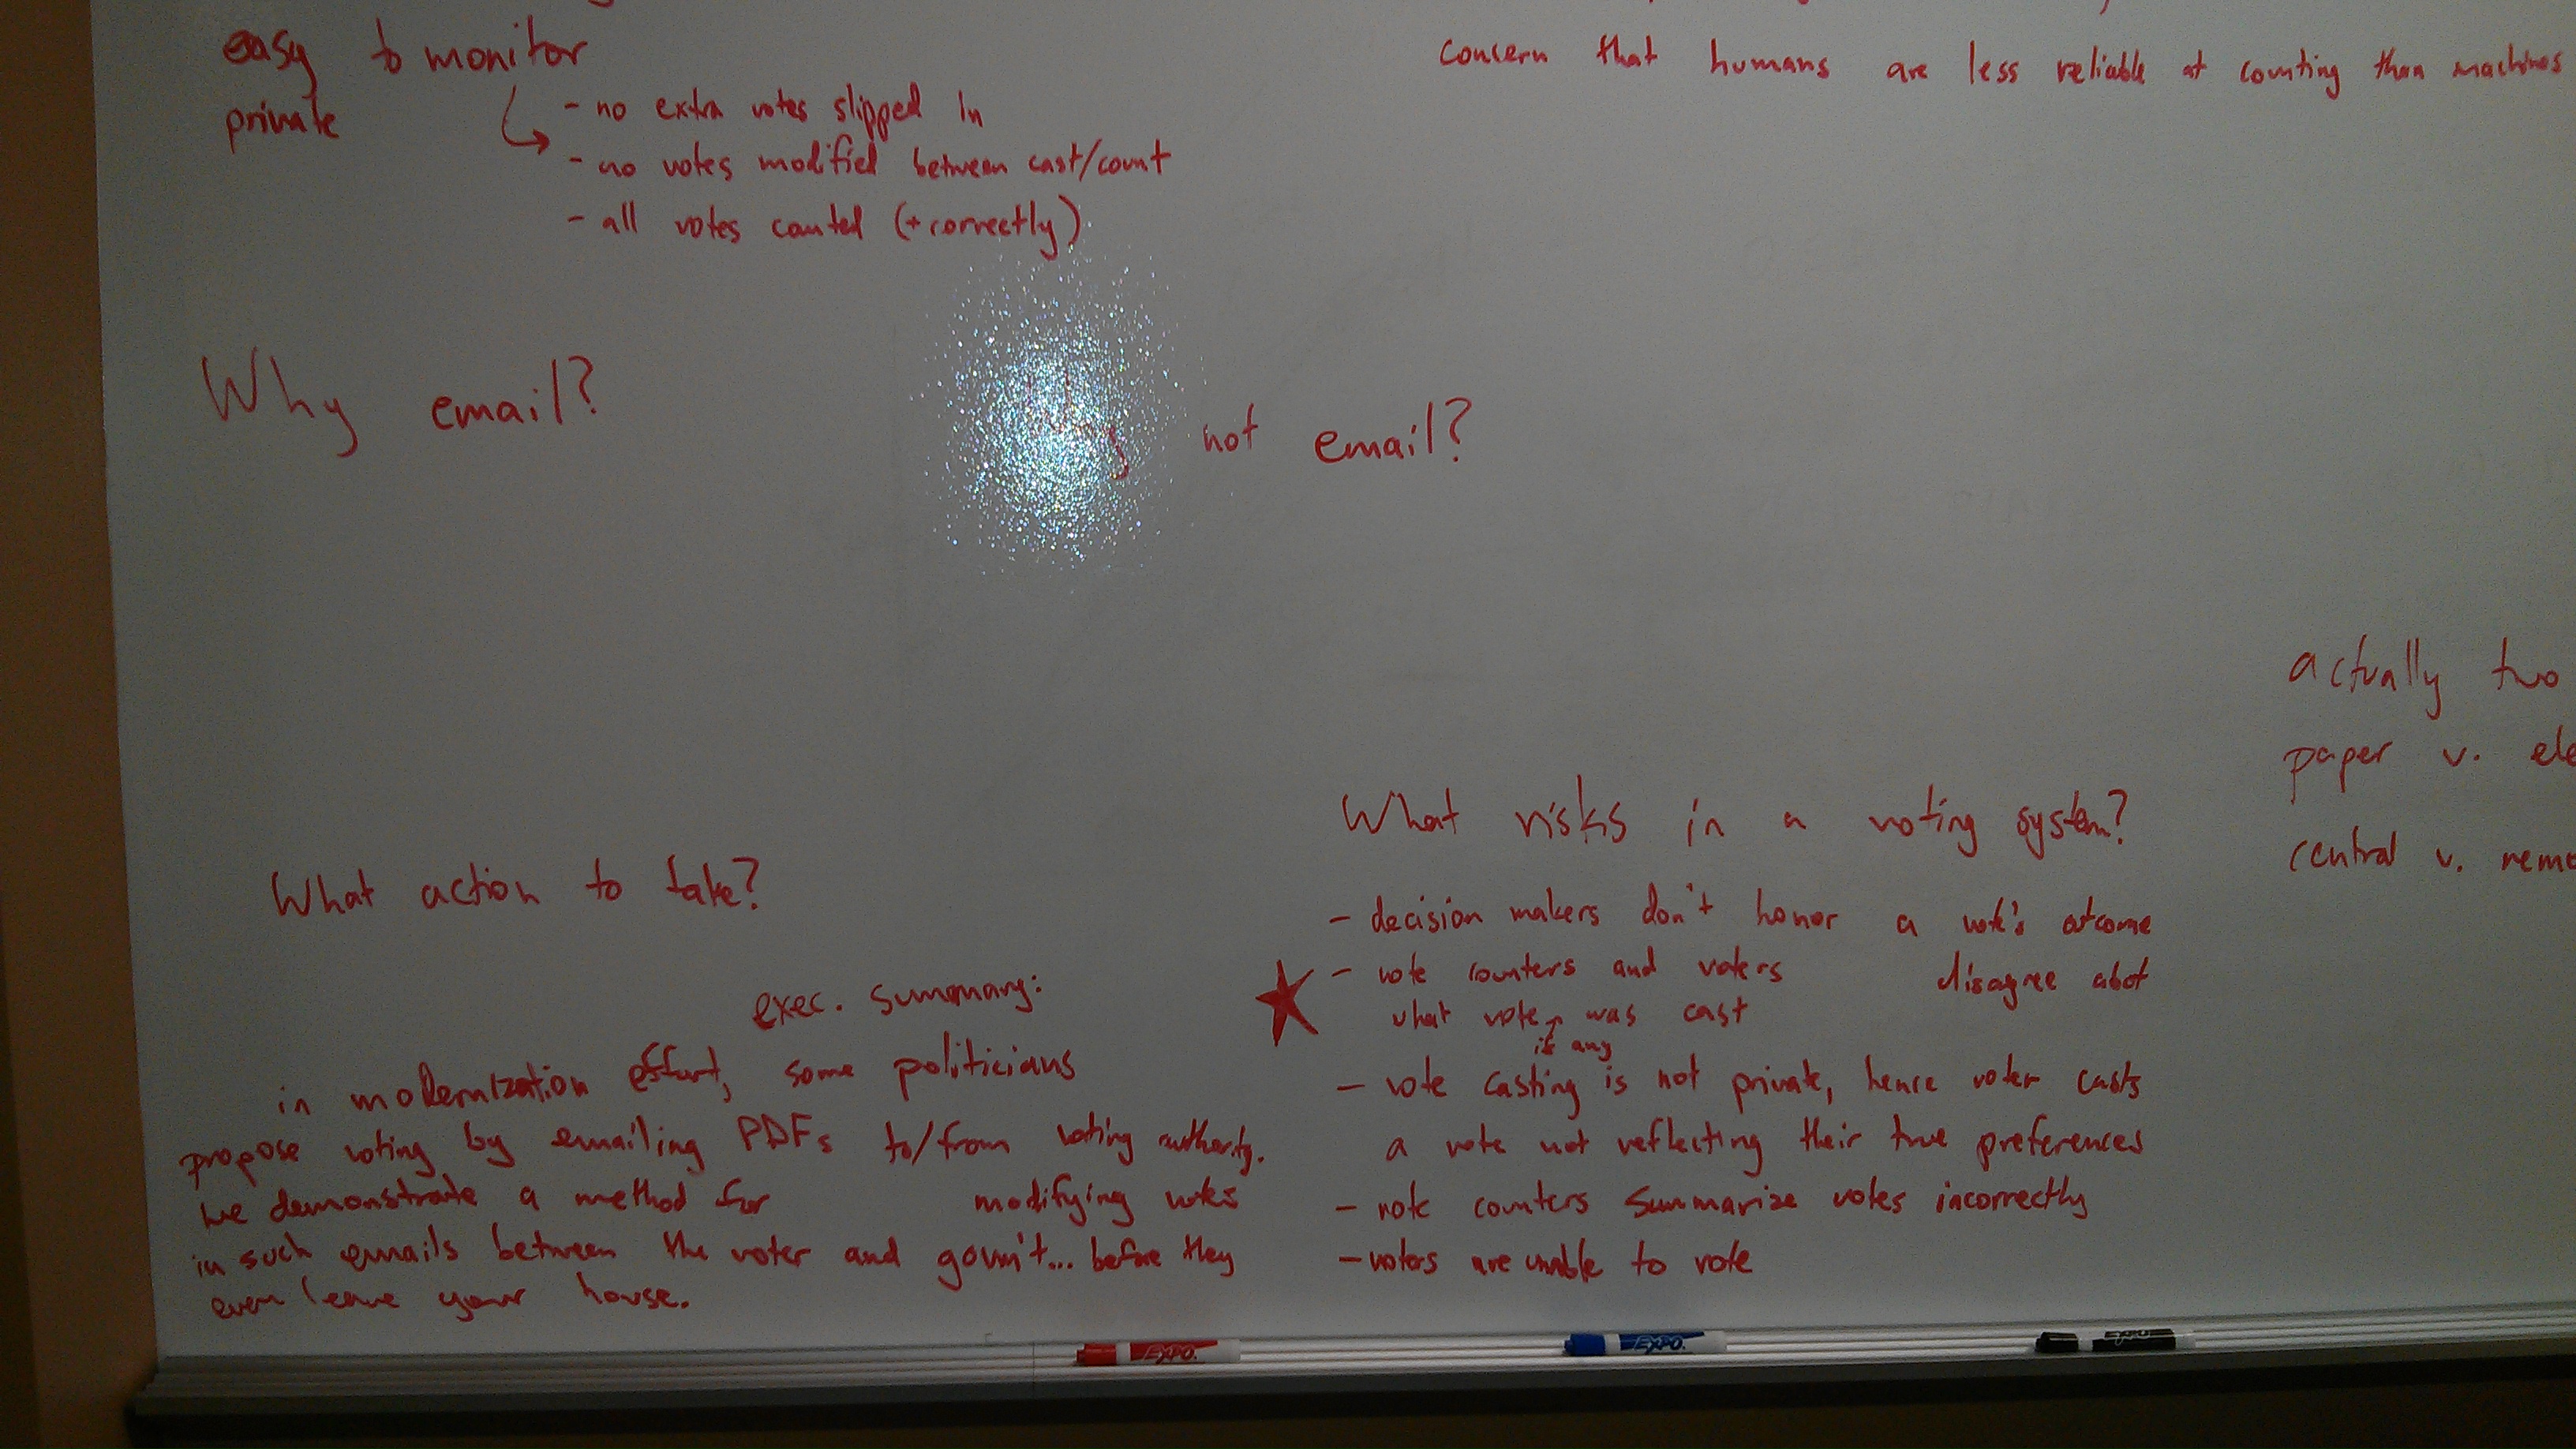 easy to monitor
private
- no extra votes slipped in
- no votes modified between cast/count
- all votes counted (+correctly)
concern that humans are less reliable at counting than machines
Why email?
Why not email?
actually two
paper v. ele
central v. remo
What action to take?
exec. summary:
in modernization effort, some politicians
propose voting by emailing PDFs to/from voting authority.
we demonstrate a method for modifying votes
in such emails between the voter and govm't... before they
even leave your house.
What risks in a voting system?
- decision makers don't honor a vote's outcome
- vote counters and voters disagree abot
what vote, was cast
if any
- vote casting is not private, hence voter casts
a vote not reflecting their true preferences
- vote counters summarize votes incorrectly
- voters are unable to vote
EXPO
EXPO
EXPO